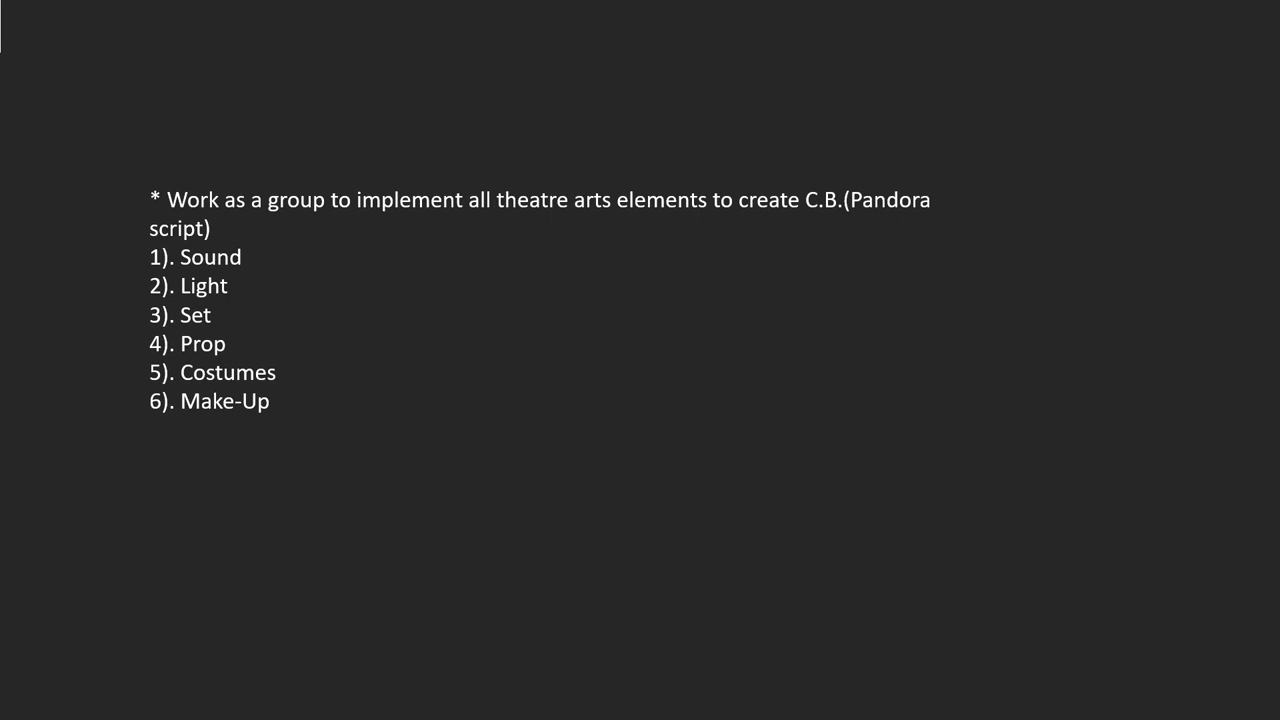 * Work as a group to implement all theatre arts elements to create C.B.(Pandora
script)
1). Sound
2). Light
3). Set
4). Prop
5). Costumes
6). Make-Up